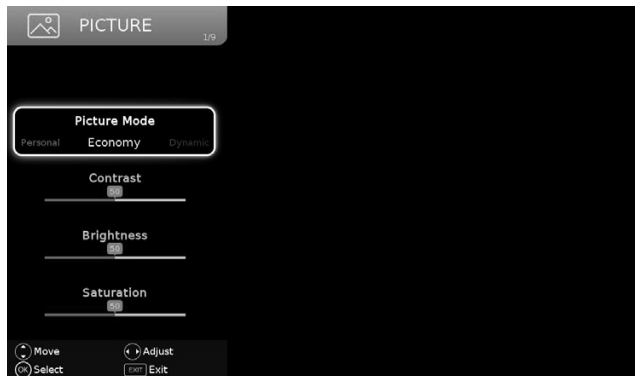 PICTURE
1/9
Picture Mode
Personal Economy Dynamic
Contrast
50
Brightness
50
Saturation
50
Move Adjust
OK Select EXIT Exit